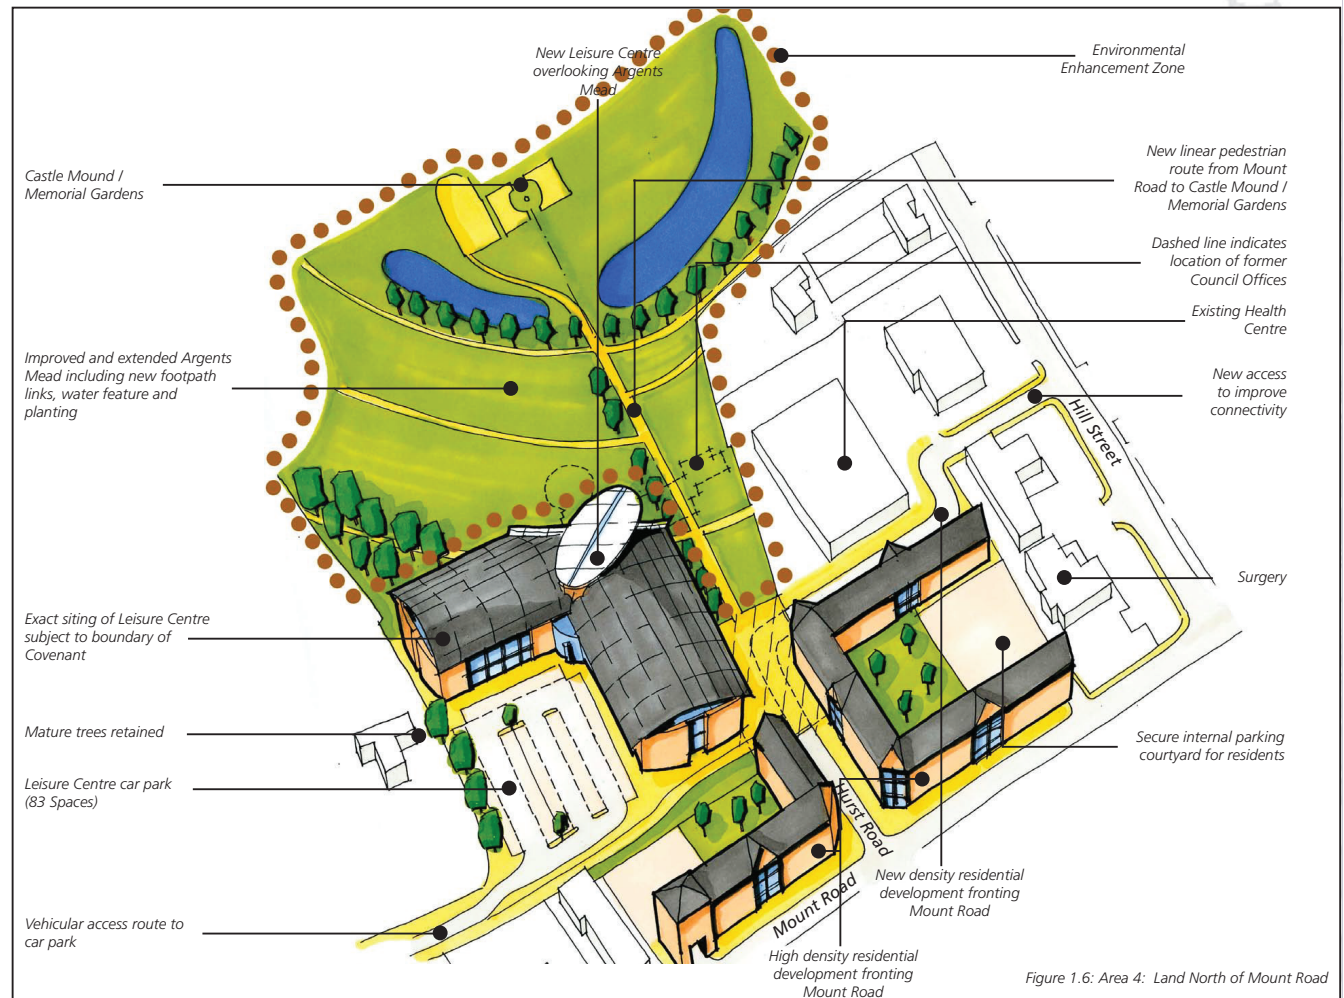 New Leisure Centre
overlooking Argents
Mead
Environmental
Enhancement Zone
Castle Mound /
Memorial Gardens
New linear pedestrian
route from Mount
Road to Castle Mound /
Memorial Gardens
Dashed line indicates
location of former
Council Offices
Existing Health
Centre
Improved and extended Argents
Mead including new footpath
links, water feature and
planting
New access
to improve
connectivity
Hill Street
Surgery
Exact siting of Leisure Centre
subject to boundary of
Covenant
Mature trees retained
Secure internal parking
courtyard for residents
Leisure Centre car park
(83 Spaces)
Hurst Road
Mount Road
New density residential
development fronting
Mount Road
Vehicular access route to
car park
High density residential
development fronting
Mount Road
Figure 1.6: Area 4: Land North of Mount Road